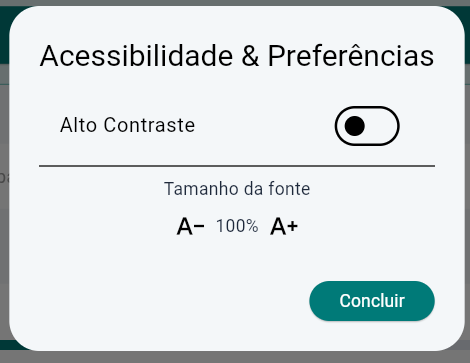 Acessibilidade & Preferências
Alto Contraste
Tamanho da fonte
A− 100% A+
Concluir